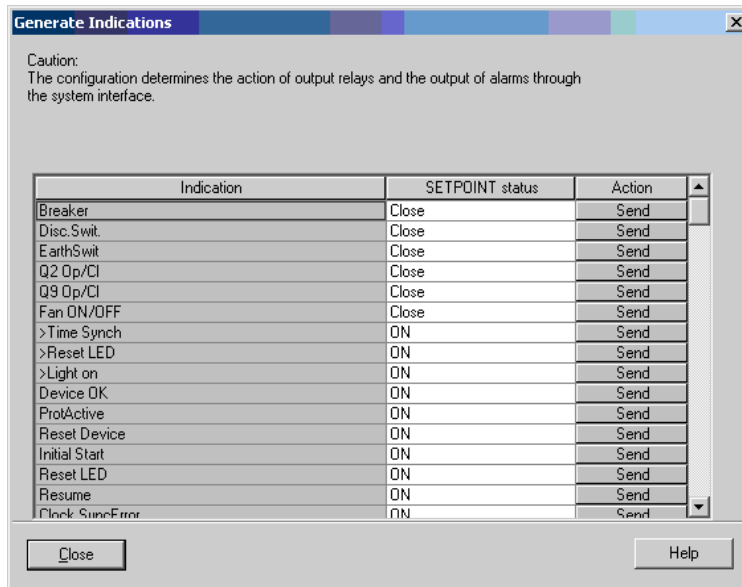 Generate Indications
Caution:
The configuration determines the action of output relays and the output of alarms through
the system interface.
Indication SETPOINT status Action
Breaker Close Send
Disc.Swit. Close Send
EarthSwit Close Send
Q2 Op/Cl Close Send
Q9 Op/Cl Close Send
Fan ON/OFF Close Send
>Time Synch ON Send
>Reset LED ON Send
>Light on ON Send
Device OK ON Send
ProtActive ON Send
Reset Device ON Send
Initial Start ON Send
Reset LED ON Send
Resume ON Send
Clock SyncError ON Send
Close Help